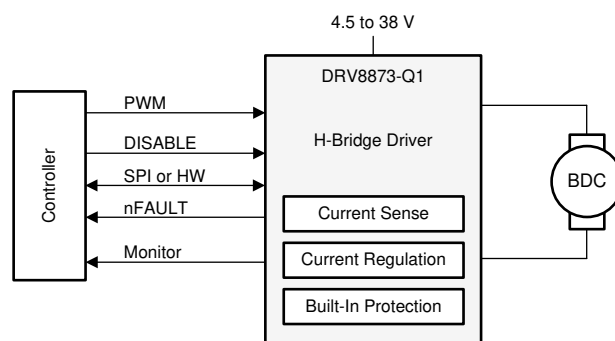 4.5 to 38 V
DRV8873-Q1
H-Bridge Driver
Controller
PWM
DISABLE
SPI or HW
nFAULT
Monitor
Current Sense
Current Regulation
Built-In Protection
BDC